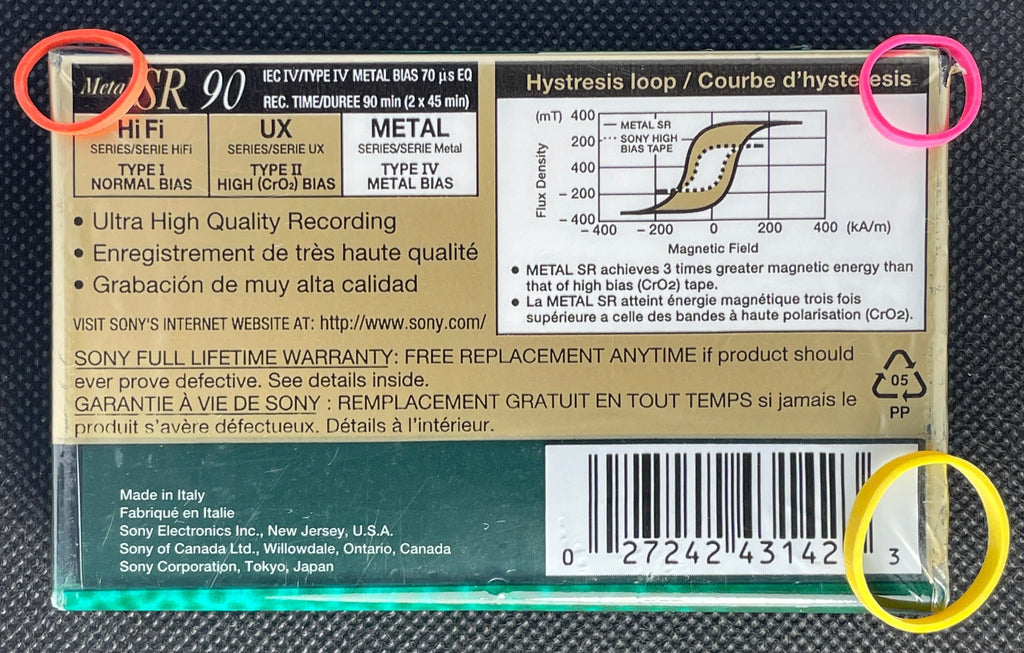 Metal SR 90
IEC IV/TYPE IV METAL BIAS 70 µs EQ
REC. TIME/DUREE 90 min (2 x 45 min)
Hi Fi
SERIES/SERIE HiFi
TYPE I
NORMAL BIAS
UX
SERIES/SERIE UX
TYPE II
HIGH (CrO2) BIAS
METAL
SERIES/SERIE Metal
TYPE IV
METAL BIAS
• Ultra High Quality Recording
• Enregistrement de très haute qualité
• Grabación de muy alta calidad
VISIT SONY'S INTERNET WEBSITE AT: http://www.sony.com/
Hystresis loop / Courbe d'hysteresis
(mT) 400
200
400
– 200
– 400
Flux Density
METAL SR
SONY HIGH
BIAS TAPE
– 400 – 200 0 200 400 (kA/m)
Magnetic Field
• METAL SR achieves 3 times greater magnetic energy than
that of high bias (CrO2) tape.
• La METAL SR atteint énergie magnétique trois fois
supérieure a celle des bandes à haute polarisation (CrO2).
SONY FULL LIFETIME WARRANTY: FREE REPLACEMENT ANYTIME if product should
ever prove defective. See details inside.
GARANTIE À VIE DE SONY : REMPLACEMENT GRATUIT EN TOUT TEMPS si jamais le
produit s'avère défectueux. Détails à l'intérieur.
05
PP
Made in Italy
Fabriqué en Italie
Sony Electronics Inc., New Jersey, U.S.A.
Sony of Canada Ltd., Willowdale, Ontario, Canada
Sony Corporation, Tokyo, Japan
0 27242 43142 3